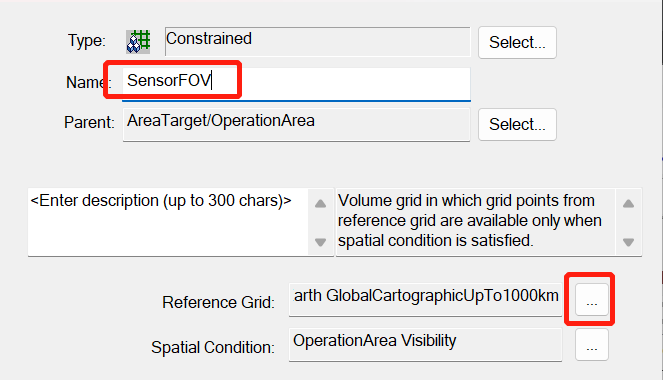 Type: Constrained Select...
Name: SensorFOV
Parent: AreaTarget/OperationArea Select...
<Enter description (up to 300 chars)>
Volume grid in which grid points from
reference grid are available only when
spatial condition is satisfied.
Reference Grid: arth GlobalCartographicUpTo1000km ...
Spatial Condition: OperationArea Visibility ...